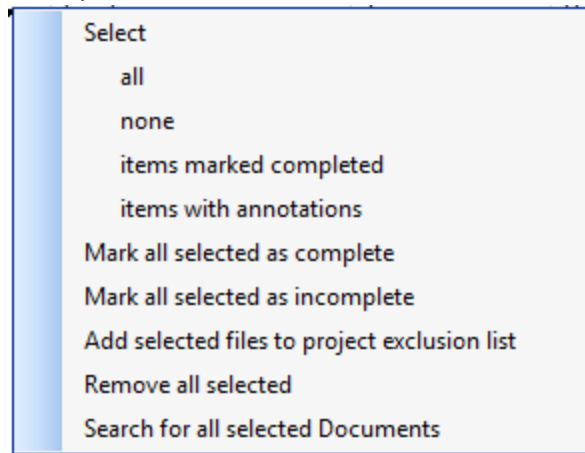 Select
all
none
items marked completed
items with annotations
Mark all selected as complete
Mark all selected as incomplete
Add selected files to project exclusion list
Remove all selected
Search for all selected Documents